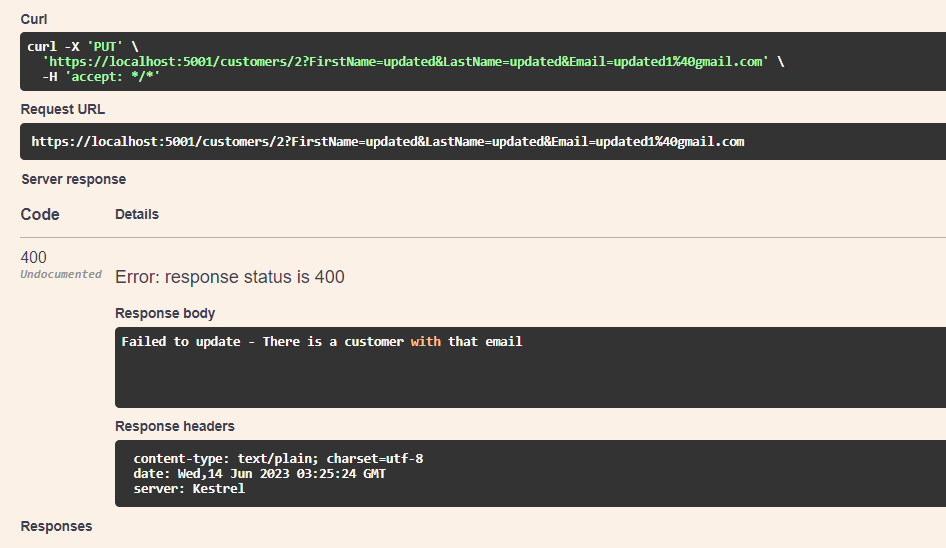 Curl
curl -X 'PUT' \
'https://localhost:5001/customers/2?FirstName=updated&LastName=updated&Email=updated1%40gmail.com' \
-H 'accept: */*'
Request URL
https://localhost:5001/customers/2?FirstName=updated&LastName=updated&Email=updated1%40gmail.com
Server response
Code Details
400
Undocumented
Error: response status is 400
Response body
Failed to update - There is a customer with that email
Response headers
content-type: text/plain; charset=utf-8
date: Wed,14 Jun 2023 03:25:24 GMT
server: Kestrel
Responses